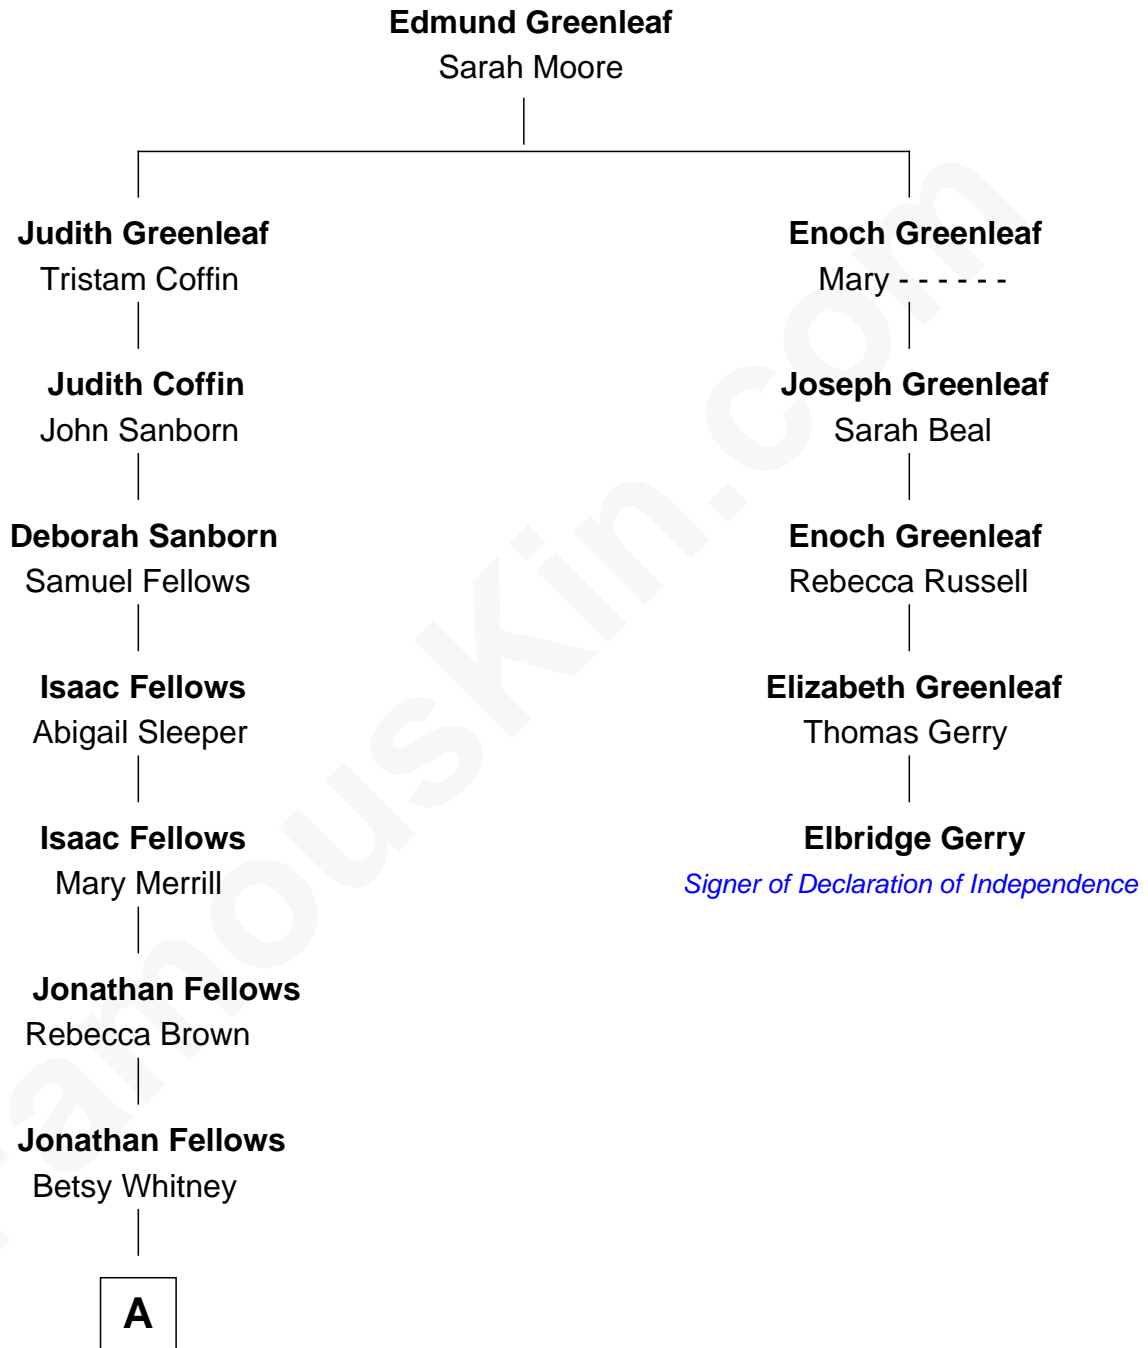 Edmund Greenleaf
Sarah Moore
Judith Greenleaf
Tristam Coffin
Enoch Greenleaf
Mary - - - - - -
Judith Coffin
John Sanborn
Joseph Greenleaf
Sarah Beal
Deborah Sanborn
Samuel Fellows
Enoch Greenleaf
Rebecca Russell
Isaac Fellows
Abigail Sleeper
Elizabeth Greenleaf
Thomas Gerry
Isaac Fellows
Mary Merrill
Elbridge Gerry
Signer of Declaration of Independence
Jonathan Fellows
Rebecca Brown
Jonathan Fellows
Betsy Whitney
A
FamousKin.com